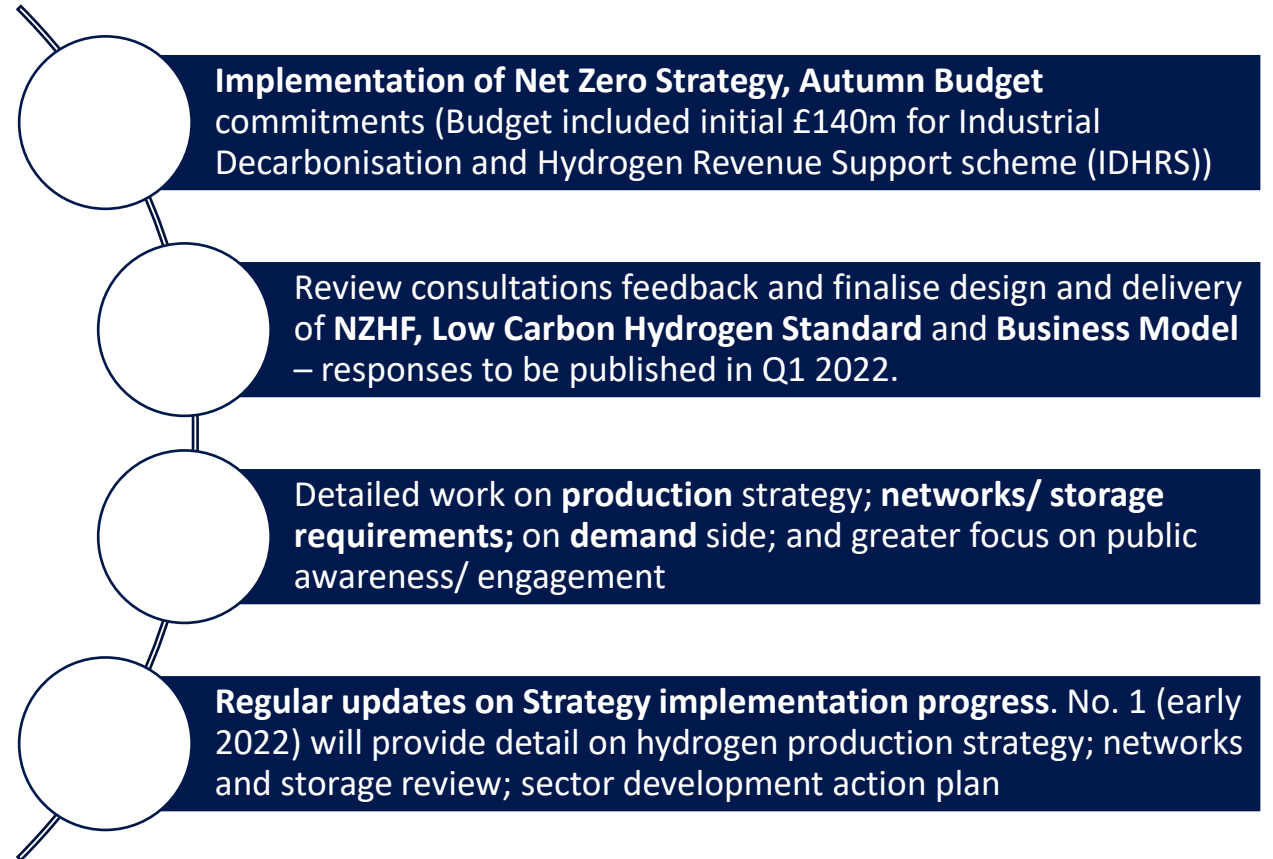 Implementation of Net Zero Strategy, Autumn Budget
commitments (Budget included initial £140m for Industrial
Decarbonisation and Hydrogen Revenue Support scheme (IDHRS))
Review consultations feedback and finalise design and delivery
of NZHF, Low Carbon Hydrogen Standard and Business Model
– responses to be published in Q1 2022.
Detailed work on production strategy; networks/ storage
requirements; on demand side; and greater focus on public
awareness/ engagement
Regular updates on Strategy implementation progress. No. 1 (early
2022) will provide detail on hydrogen production strategy; networks
and storage review; sector development action plan